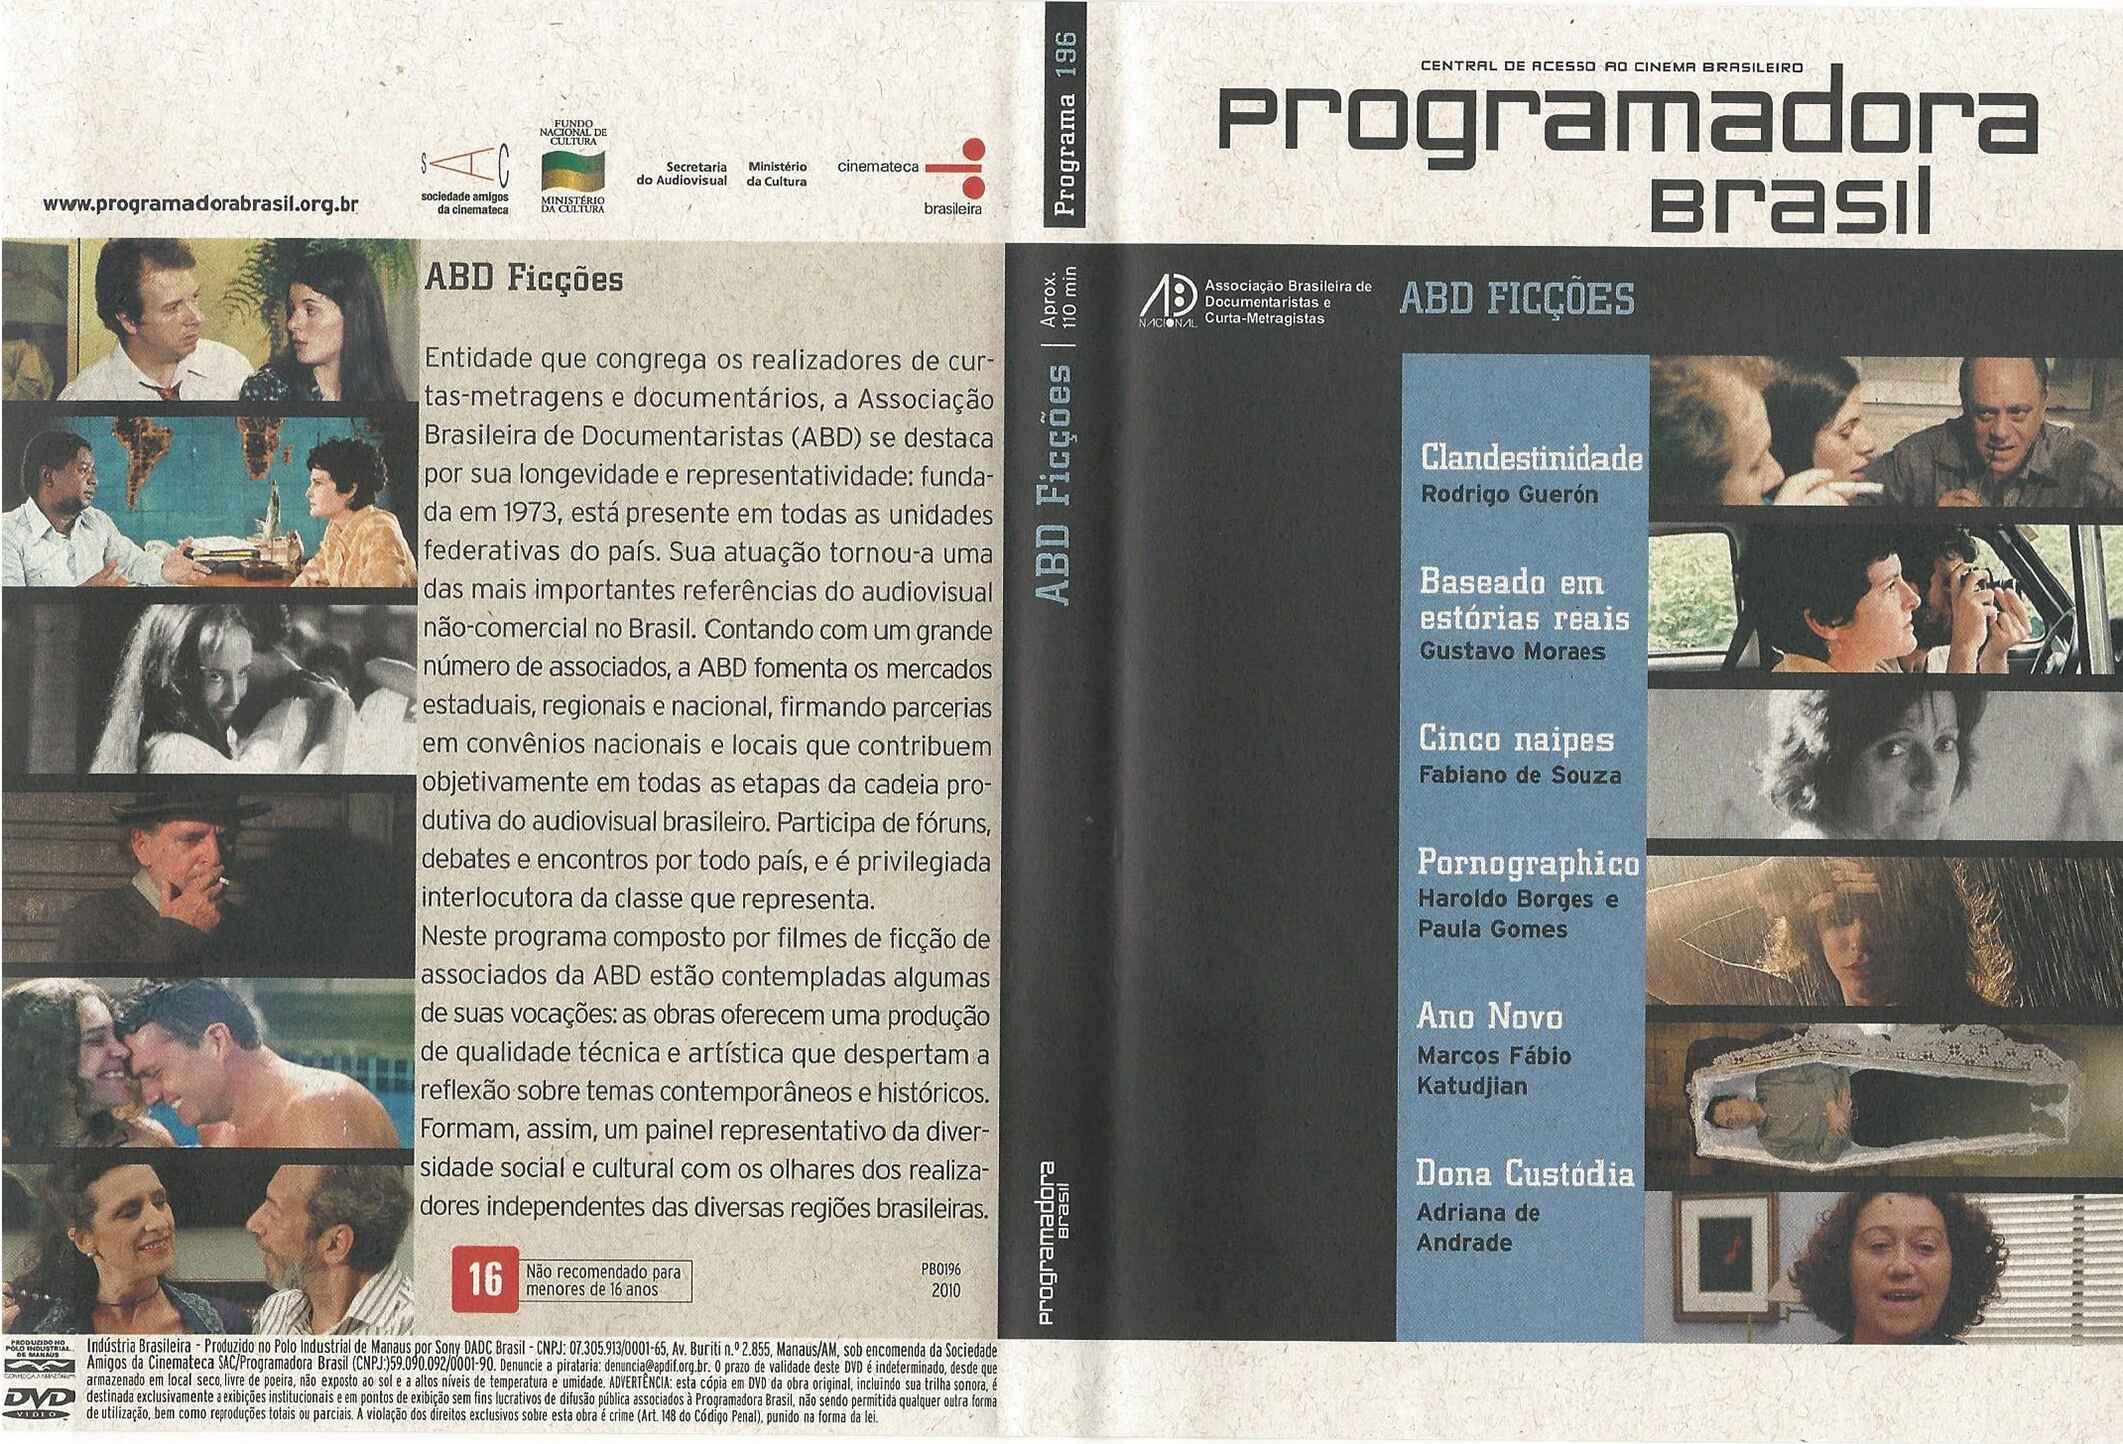 www.programadorabrasil.org.br
SAC
sociedade amigos
da cinemateca
FUNDO
NACIONAL DE
CULTURA
MINISTÉRIO
DA CULTURA
Secretaria
do Audiovisual
Ministério
da Cultura
cinemateca
brasileira
ABD Ficções
Entidade que congrega os realizadores de cur-
tas-metragens e documentários, a Associação
Brasileira de Documentaristas (ABD) se destaca
por sua longevidade e representatividade: funda-
da em 1973, está presente em todas as unidades
federativas do país. Sua atuação tornou-a uma
das mais importantes referências do audiovisual
não-comercial no Brasil. Contando com um grande
número de associados, a ABD fomenta os mercados
estaduais, regionais e nacional, firmando parcerias
em convênios nacionais e locais que contribuem
objetivamente em todas as etapas da cadeia pro-
dutiva do audiovisual brasileiro. Participa de fóruns,
debates e encontros por todo país, e é privilegiada
interlocutora da classe que representa.
Neste programa composto por filmes de ficção de
associados da ABD estão contempladas algumas
de suas vocações: as obras oferecem uma produção
de qualidade técnica e artística que despertam a
reflexão sobre temas contemporâneos e históricos.
Formam, assim, um painel representativo da diver-
sidade social e cultural com os olhares dos realiza-
dores independentes das diversas regiões brasileiras.
16
Não recomendado para
menores de 16 anos
PB0196
2010
PRODUZIDO NO
PÓLO INDUSTRIAL
DE MANAUS
CONHEÇA A AMAZÔNIA
DVD
VIDEO
Indústria Brasileira - Produzido no Polo Industrial de Manaus por Sony DADC Brasil - CNPJ: 07.305.913/0001-65, Av. Buriti n.º 2.855, Manaus/AM, sob encomenda da Sociedade
Amigos da Cinemateca SAC/Programadora Brasil (CNPJ:)59.090.092/0001-90. Denuncie a pirataria: denuncia@apdif.org.br. O prazo de validade deste DVD é indeterminado, desde que
armazenado em local seco, livre de poeira, não exposto ao sol e a altos níveis de temperatura e umidade. ADVERTÊNCIA: esta cópia em DVD da obra original, incluindo sua trilha sonora, é
destinada exclusivamente a exibições institucionais e em pontos de exibição sem fins lucrativos de difusão pública associados à Programadora Brasil, não sendo permitida qualquer outra forma
de utilização, bem como reproduções totais ou parciais. A violação dos direitos exclusivos sobre esta obra é crime (Art. 148 do Código Penal), punido na forma da lei.
Programa 196
ABD Ficções
Aprox.
110 min
programadora
Brasil
CENTRAL DE ACESSO AO CINEMA BRASILEIRO
programadora
Brasil
ABD
NACIONAL
Associação Brasileira de
Documentaristas e
Curta-Metragistas
ABD FICÇÕES
Clandestinidade
Rodrigo Guerón
Baseado em
estórias reais
Gustavo Moraes
Cinco naipes
Fabiano de Souza
Pornographico
Haroldo Borges e
Paula Gomes
Ano Novo
Marcos Fábio
Katudjian
Dona Custódia
Adriana de
Andrade